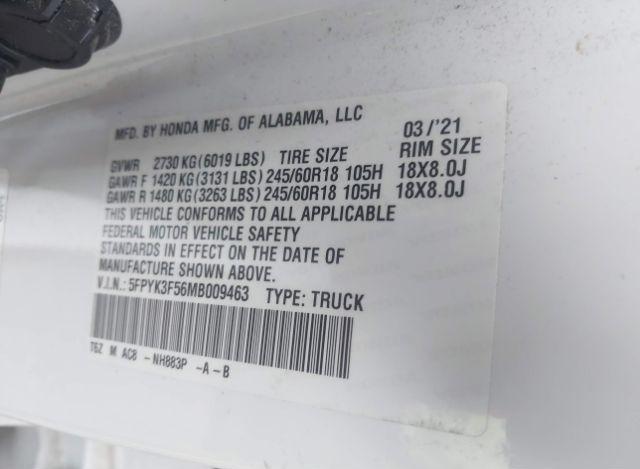 MFD. BY HONDA MFG. OF ALABAMA, LLC 03/'21
GVWR 2730 KG(6019 LBS) TIRE SIZE RIM SIZE
GAWR F 1420 KG(3131 LBS) 245/60R18 105H 18X8.0J
GAWR R 1480 KG(3263 LBS) 245/60R18 105H 18X8.0J
THIS VEHICLE CONFORMS TO ALL APPLICABLE
FEDERAL MOTOR VEHICLE SAFETY
STANDARDS IN EFFECT ON THE DATE OF
MANUFACTURE SHOWN ABOVE.
V.I.N.: 5FPYK3F56MB009463 TYPE: TRUCK
T6Z M AC8 -NH883P -A-B